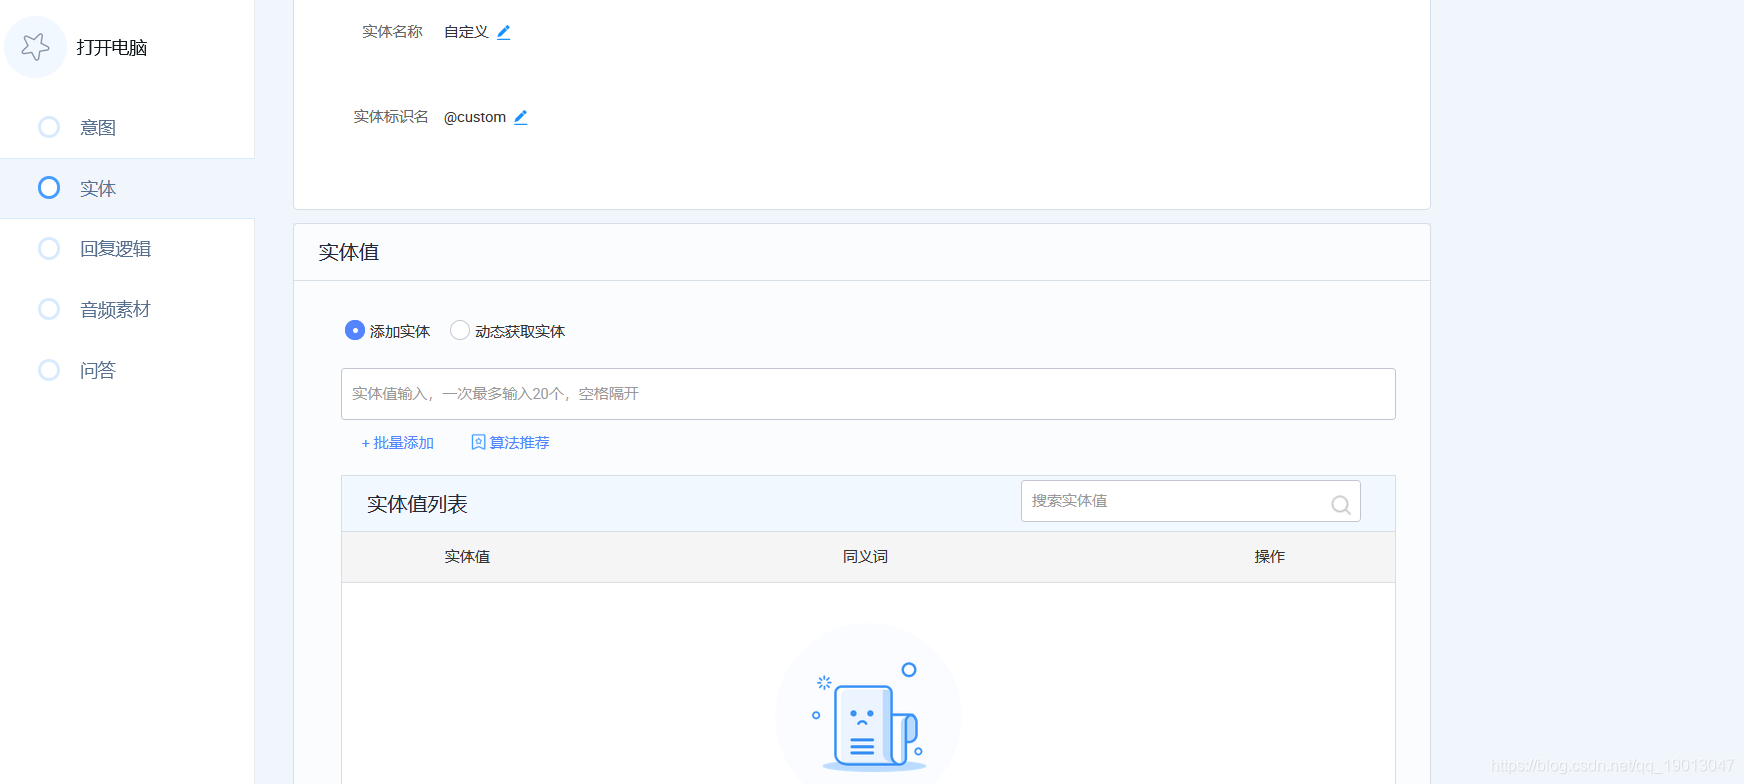 打开电脑
意图
实体
回复逻辑
音频素材
问答
实体名称 自定义
实体标识名 @custom
实体值
添加实体 动态获取实体
实体值输入，一次最多输入20个，空格隔开
+ 批量添加 算法推荐
实体值列表 搜索实体值
实体值 同义词 操作
https://blog.csdn.net/qq_19013047